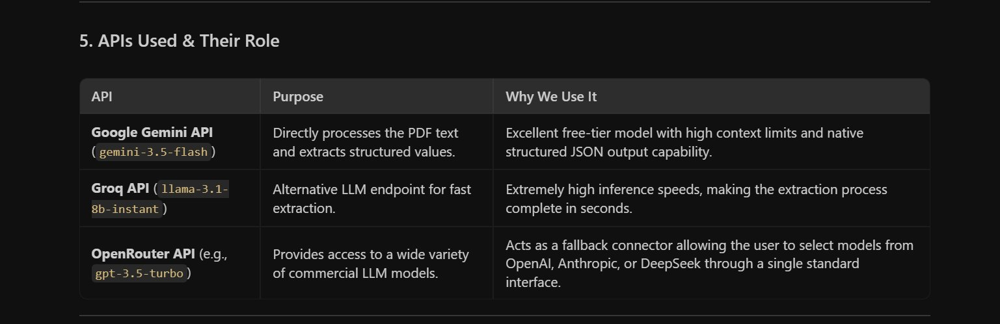 5. APIs Used & Their Role
API
Purpose
Why We Use It
Google Gemini API
(gemini-3.5-flash)
Directly processes the PDF text
and extracts structured values.
Excellent free-tier model with high context limits and native
structured JSON output capability.
Groq API (llama-3.1-
8b-instant)
Alternative LLM endpoint for fast
extraction.
Extremely high inference speeds, making the extraction process
complete in seconds.
OpenRouter API (e.g.,
gpt-3.5-turbo)
Provides access to a wide variety
of commercial LLM models.
Acts as a fallback connector allowing the user to select models from
OpenAI, Anthropic, or DeepSeek through a single standard
interface.